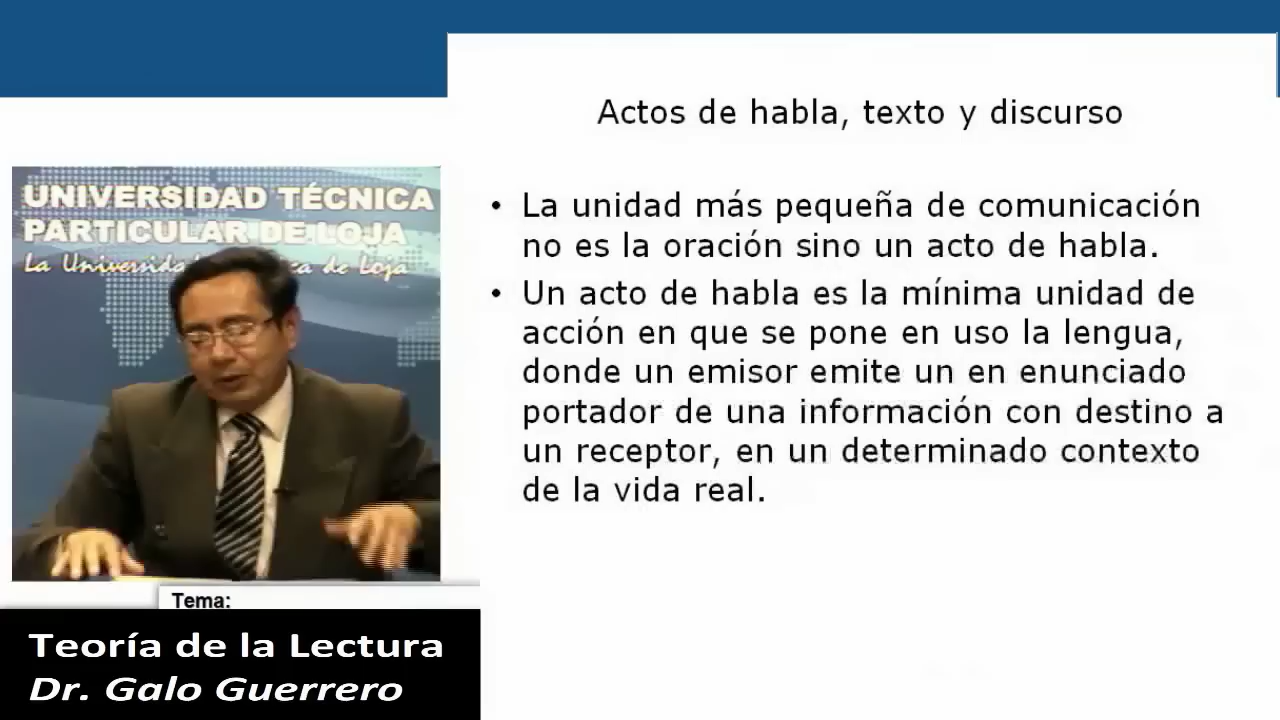 Actos de habla, texto y discurso
UNIVERSIDAD TÉCNICA
PARTICULAR DE LOJA
La Universida ca de Loja
• La unidad más pequeña de comunicación
no es la oración sino un acto de habla.
• Un acto de habla es la mínima unidad de
acción en que se pone en uso la lengua,
donde un emisor emite un en enunciado
portador de una información con destino a
un receptor, en un determinado contexto
de la vida real.
Tema:
Teoría de la Lectura
Dr. Galo Guerrero